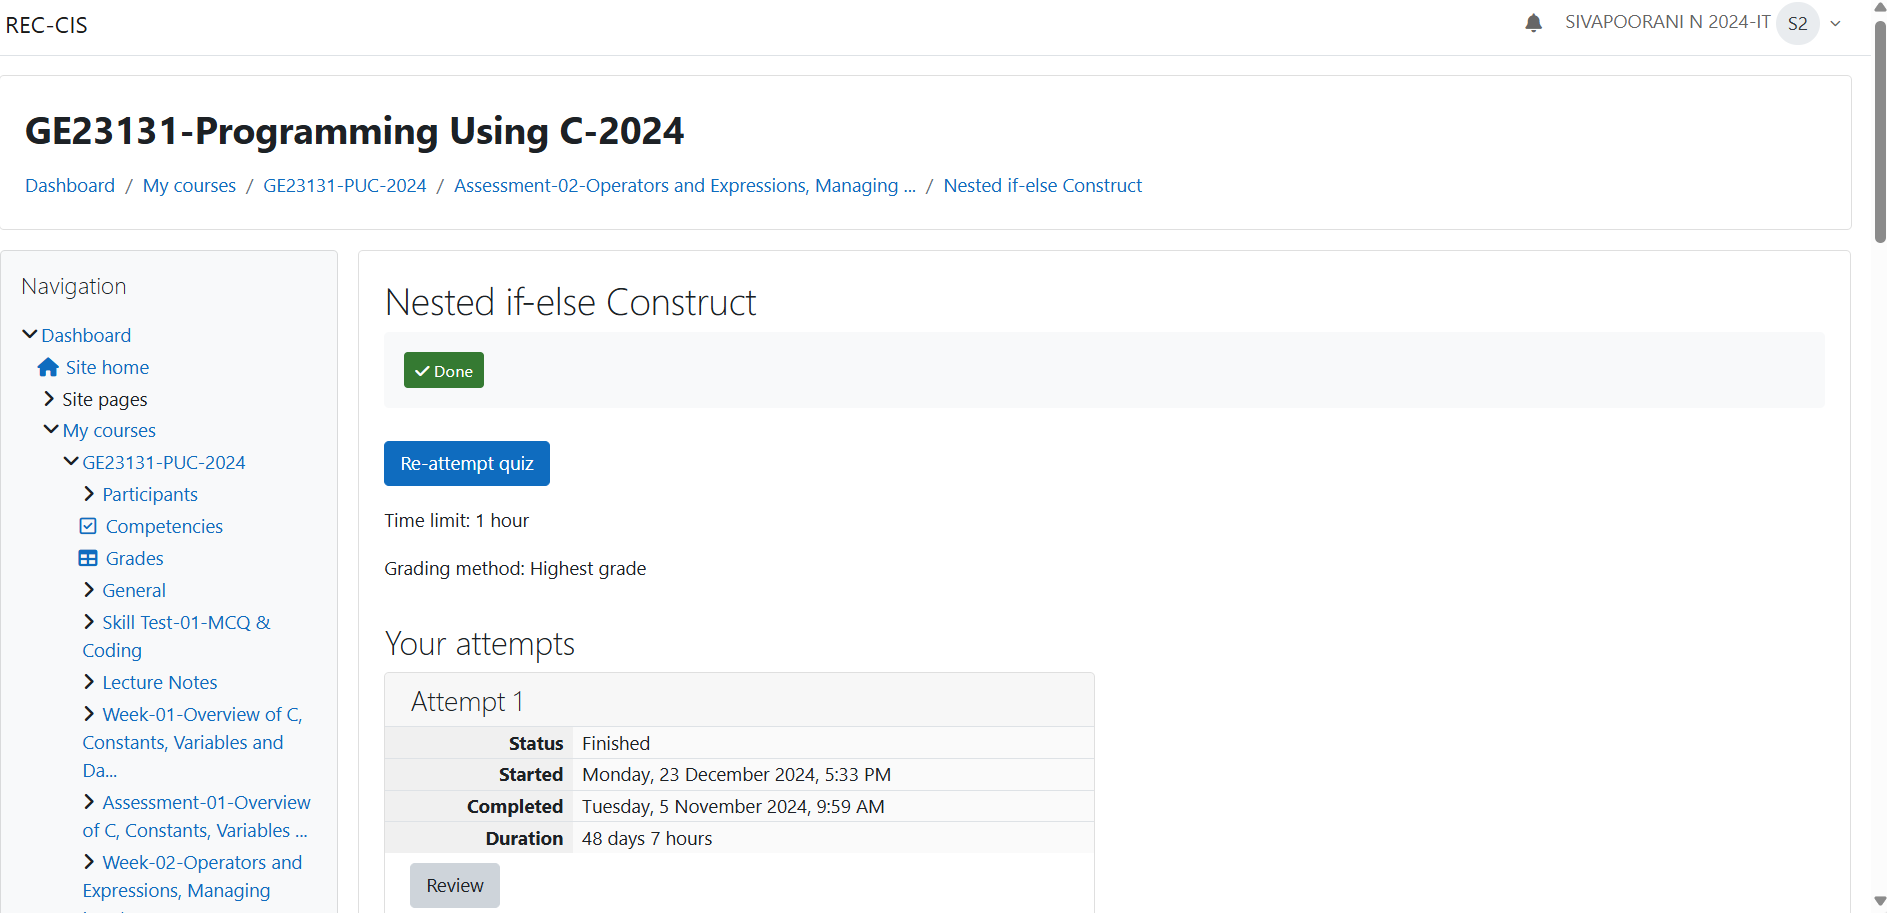 REC-CIS
SIVAPOORANI N 2024-IT S2
GE23131-Programming Using C-2024
Dashboard / My courses / GE23131-PUC-2024 / Assessment-02-Operators and Expressions, Managing ... / Nested if-else Construct
Navigation
Dashboard
Site home
Site pages
My courses
GE23131-PUC-2024
Participants
Competencies
Grades
General
Skill Test-01-MCQ &
Coding
Lecture Notes
Week-01-Overview of C,
Constants, Variables and
Da...
Assessment-01-Overview
of C, Constants, Variables ...
Week-02-Operators and
Expressions, Managing
Nested if-else Construct
Done
Re-attempt quiz
Time limit: 1 hour
Grading method: Highest grade
Your attempts
Attempt 1
Status Finished
Started Monday, 23 December 2024, 5:33 PM
Completed Tuesday, 5 November 2024, 9:59 AM
Duration 48 days 7 hours
Review